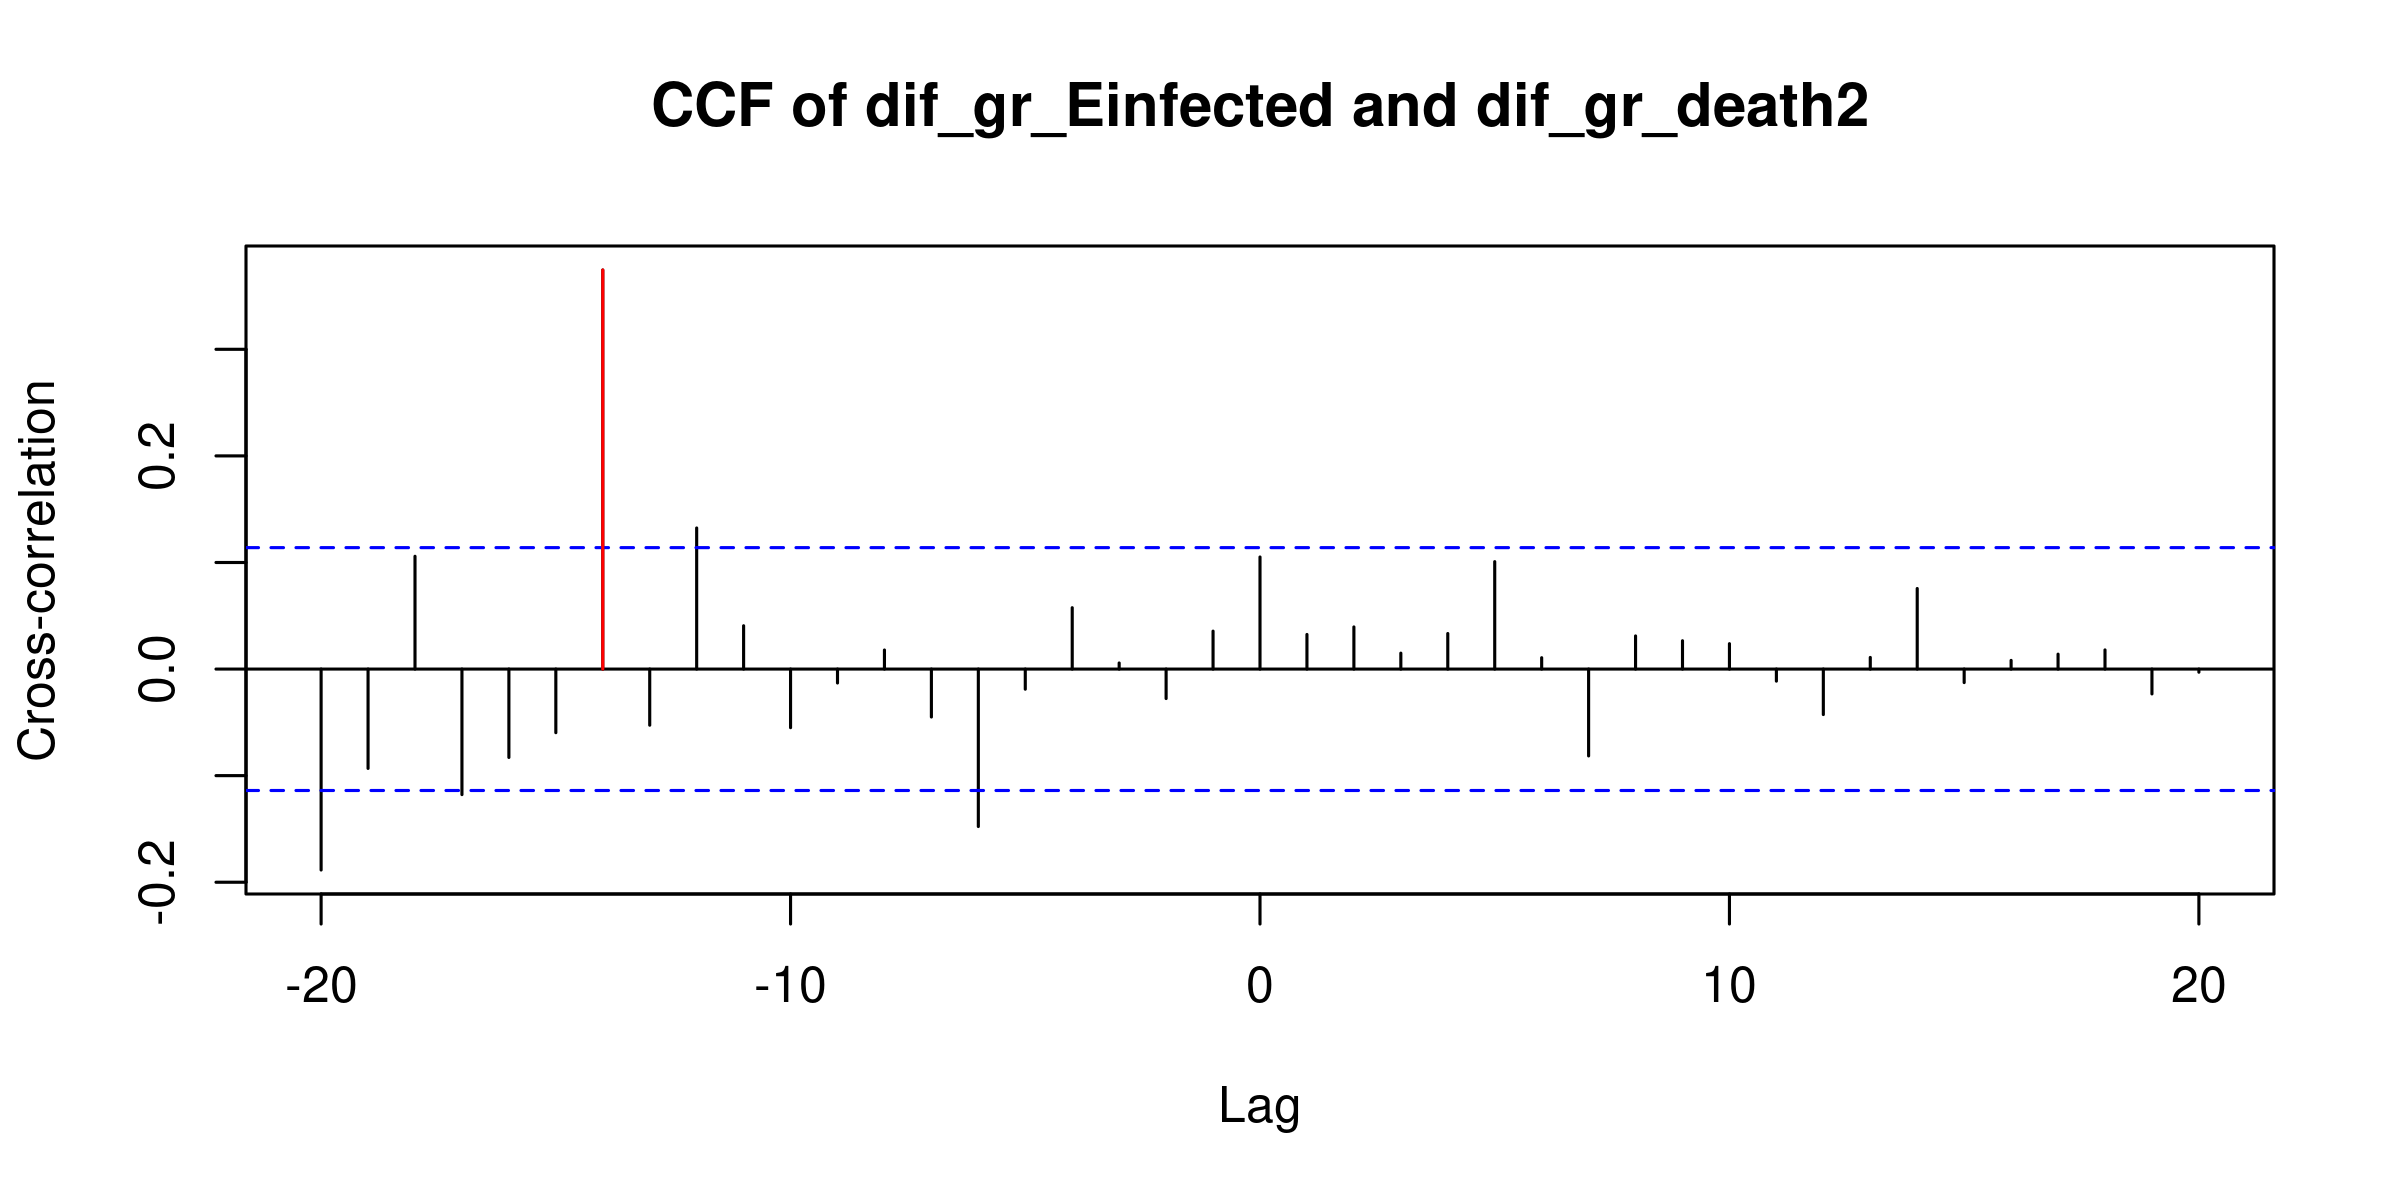 CCF of dif_gr_Einfected and dif_gr_death2
Cross-correlation
0.2
0.0
-0.2
-20 -10 0 10 20
Lag